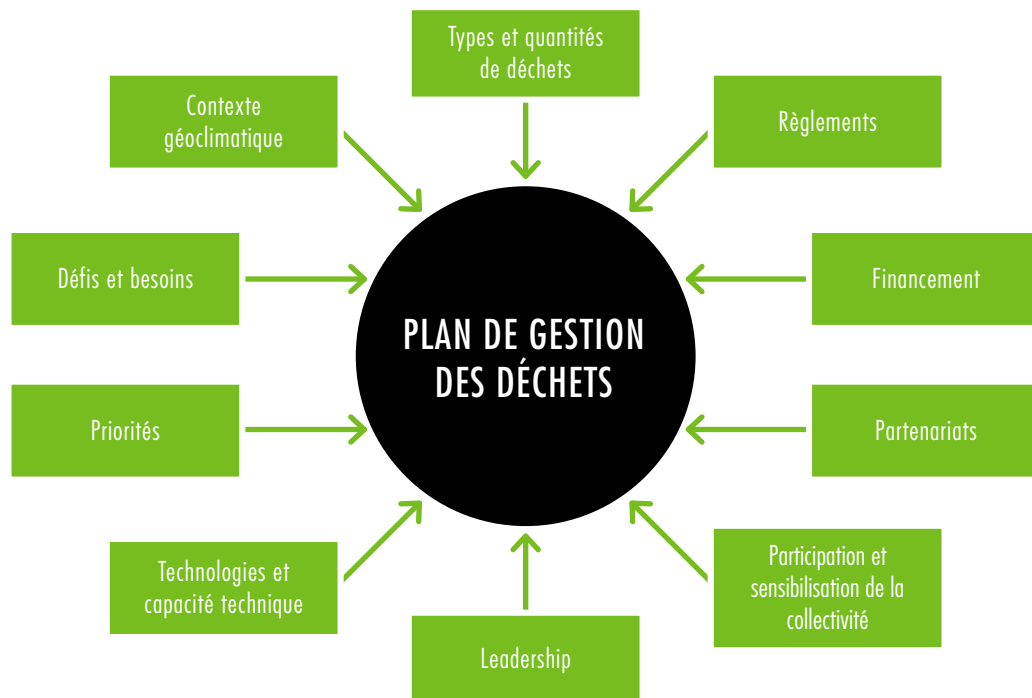 Types et quantités
de déchets
Contexte
géoclimatique
Règlements
Défis et besoins
Financement
PLAN DE GESTION
DES DÉCHETS
Priorités
Partenariats
Technologies et
capacité technique
Participation et
sensibilisation de la
collectivité
Leadership